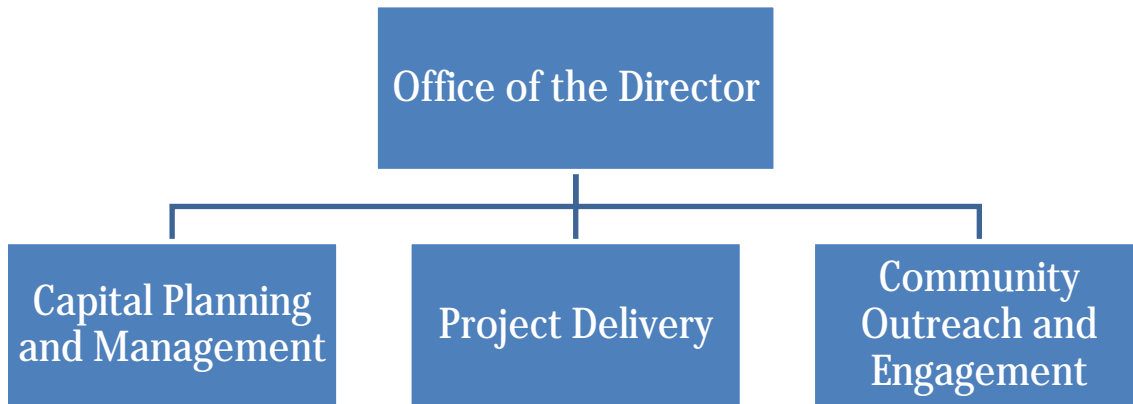 Office of the Director
Capital Planning
and Management
Project Delivery
Community
Outreach and
Engagement